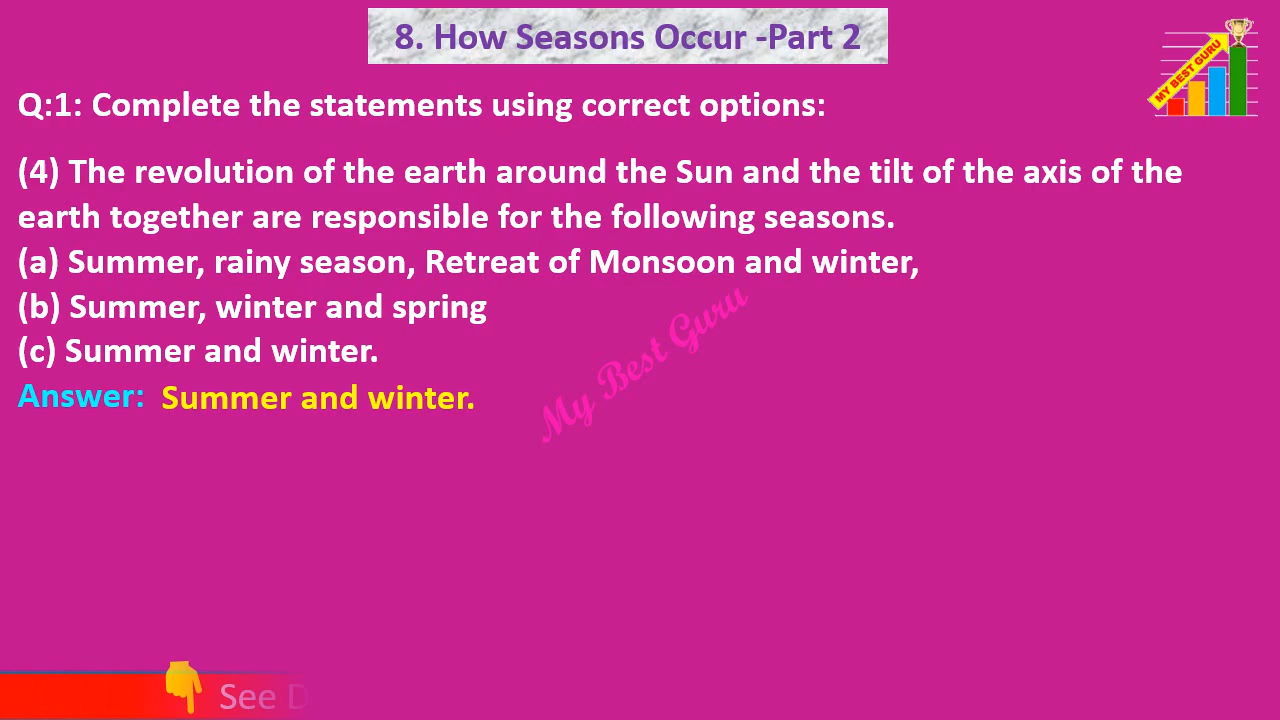 8. How Seasons Occur -Part 2
MY BEST GURU
Q:1: Complete the statements using correct options:
(4) The revolution of the earth around the Sun and the tilt of the axis of the
earth together are responsible for the following seasons.
(a) Summer, rainy season, Retreat of Monsoon and winter,
(b) Summer, winter and spring
(c) Summer and winter.
Answer: Summer and winter.
My Best Guru
See D